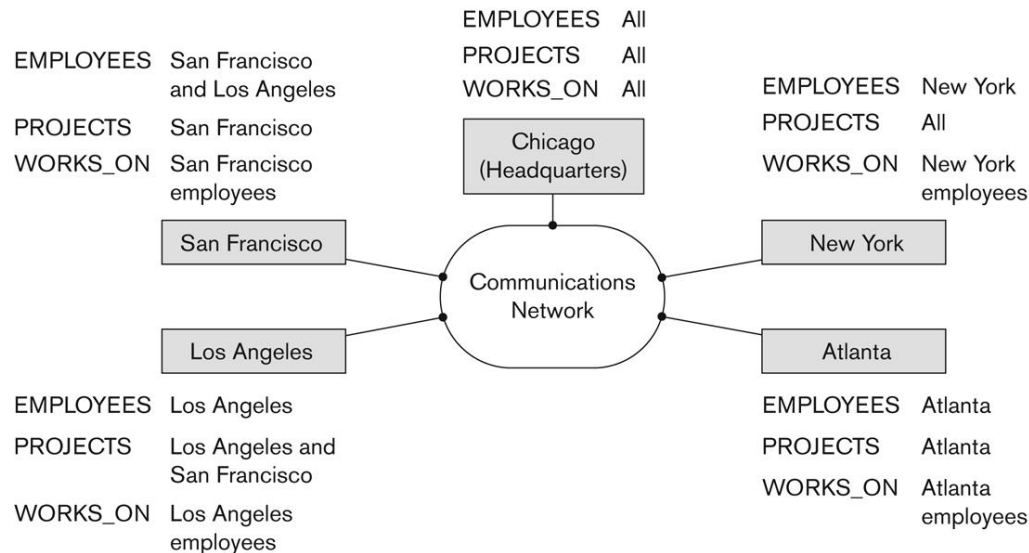 EMPLOYEES All
PROJECTS All
WORKS_ON All
Chicago
(Headquarters)
EMPLOYEES San Francisco
and Los Angeles
PROJECTS San Francisco
WORKS_ON San Francisco
employees
San Francisco
EMPLOYEES New York
PROJECTS All
WORKS_ON New York
employees
New York
Communications
Network
Los Angeles
EMPLOYEES Los Angeles
PROJECTS Los Angeles and
San Francisco
WORKS_ON Los Angeles
employees
Atlanta
EMPLOYEES Atlanta
PROJECTS Atlanta
WORKS_ON Atlanta
employees